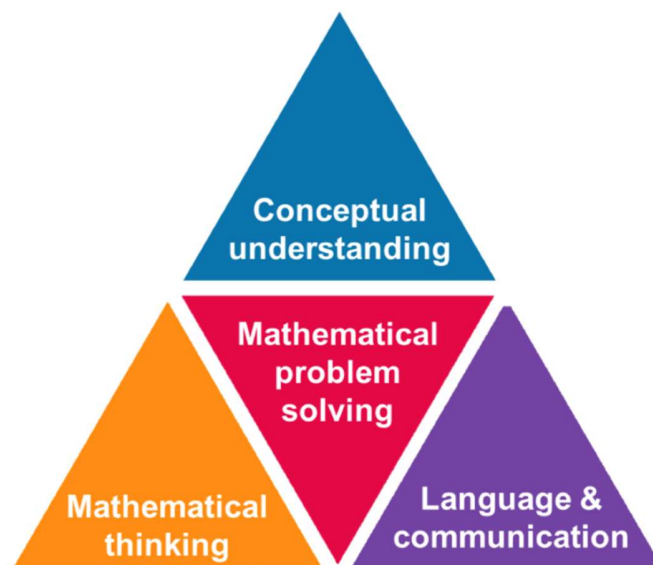 Conceptual
understanding
Mathematical
problem
solving
Mathematical
thinking
Language &
communication